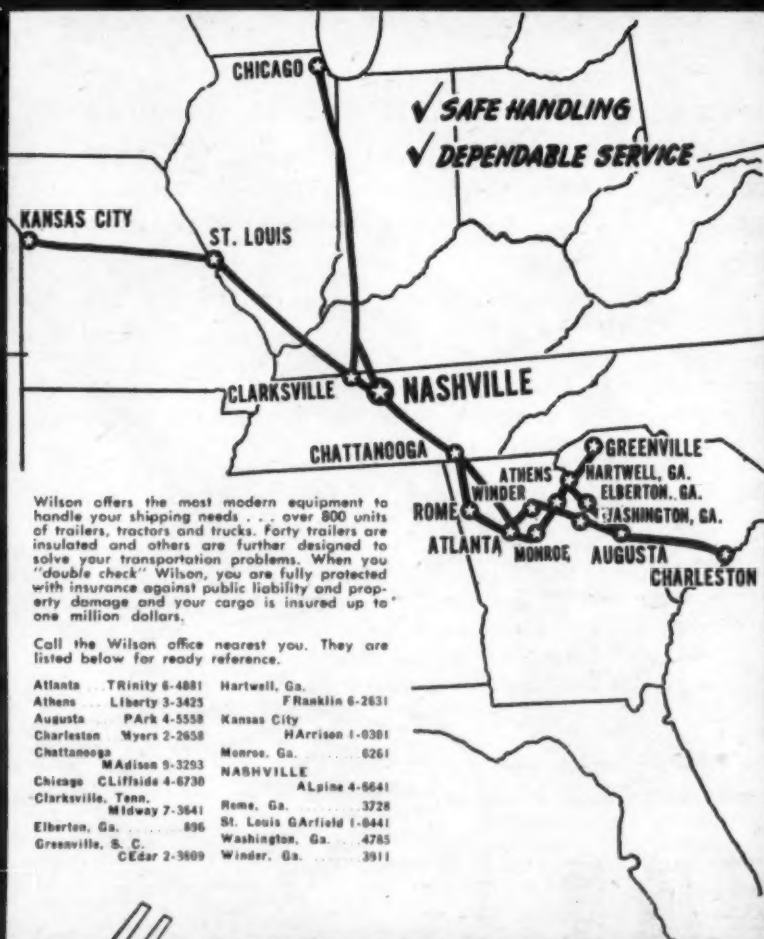 CHICAGO
✓ SAFE HANDLING
✓ DEPENDABLE SERVICE
KANSAS CITY
ST. LOUIS
CLARKSVILLE
NASHVILLE
CHATTANOOGA
GREENVILLE
ATHENS
HARTWELL, GA.
WINDER
ELBERTON, GA.
ROME
WASHINGTON, GA.
ATLANTA
MONROE
AUGUSTA
CHARLESTON
Wilson offers the most modern equipment to
handle your shipping needs . . . over 800 units
of trailers, tractors and trucks. Forty trailers are
insulated and others are further designed to
solve your transportation problems. When you
"double check" Wilson, you are fully protected
with insurance against public liability and prop-
erty damage and your cargo is insured up to
one million dollars.
Call the Wilson office nearest you. They are
listed below for ready reference.
Atlanta TRinity 6-4881
Athens LIberty 3-3425
Augusta PArk 4-5558
Charleston Myers 2-2658
Chattanooga
MAdison 9-3293
Chicago CLiffside 4-6730
Clarksville, Tenn.
MIdway 7-3641
Elberton, Ga. 896
Greenville, S. C.
CEdar 2-3609
Hartwell, Ga.
FRanklin 6-2631
Kansas City
HArrison 1-0301
Monroe, Ga. 6261
NASHVILLE
ALpine 4-6641
Rome, Ga. 3728
St. Louis GArfield 1-0441
Washington, Ga. 4785
Winder, Ga. 3911